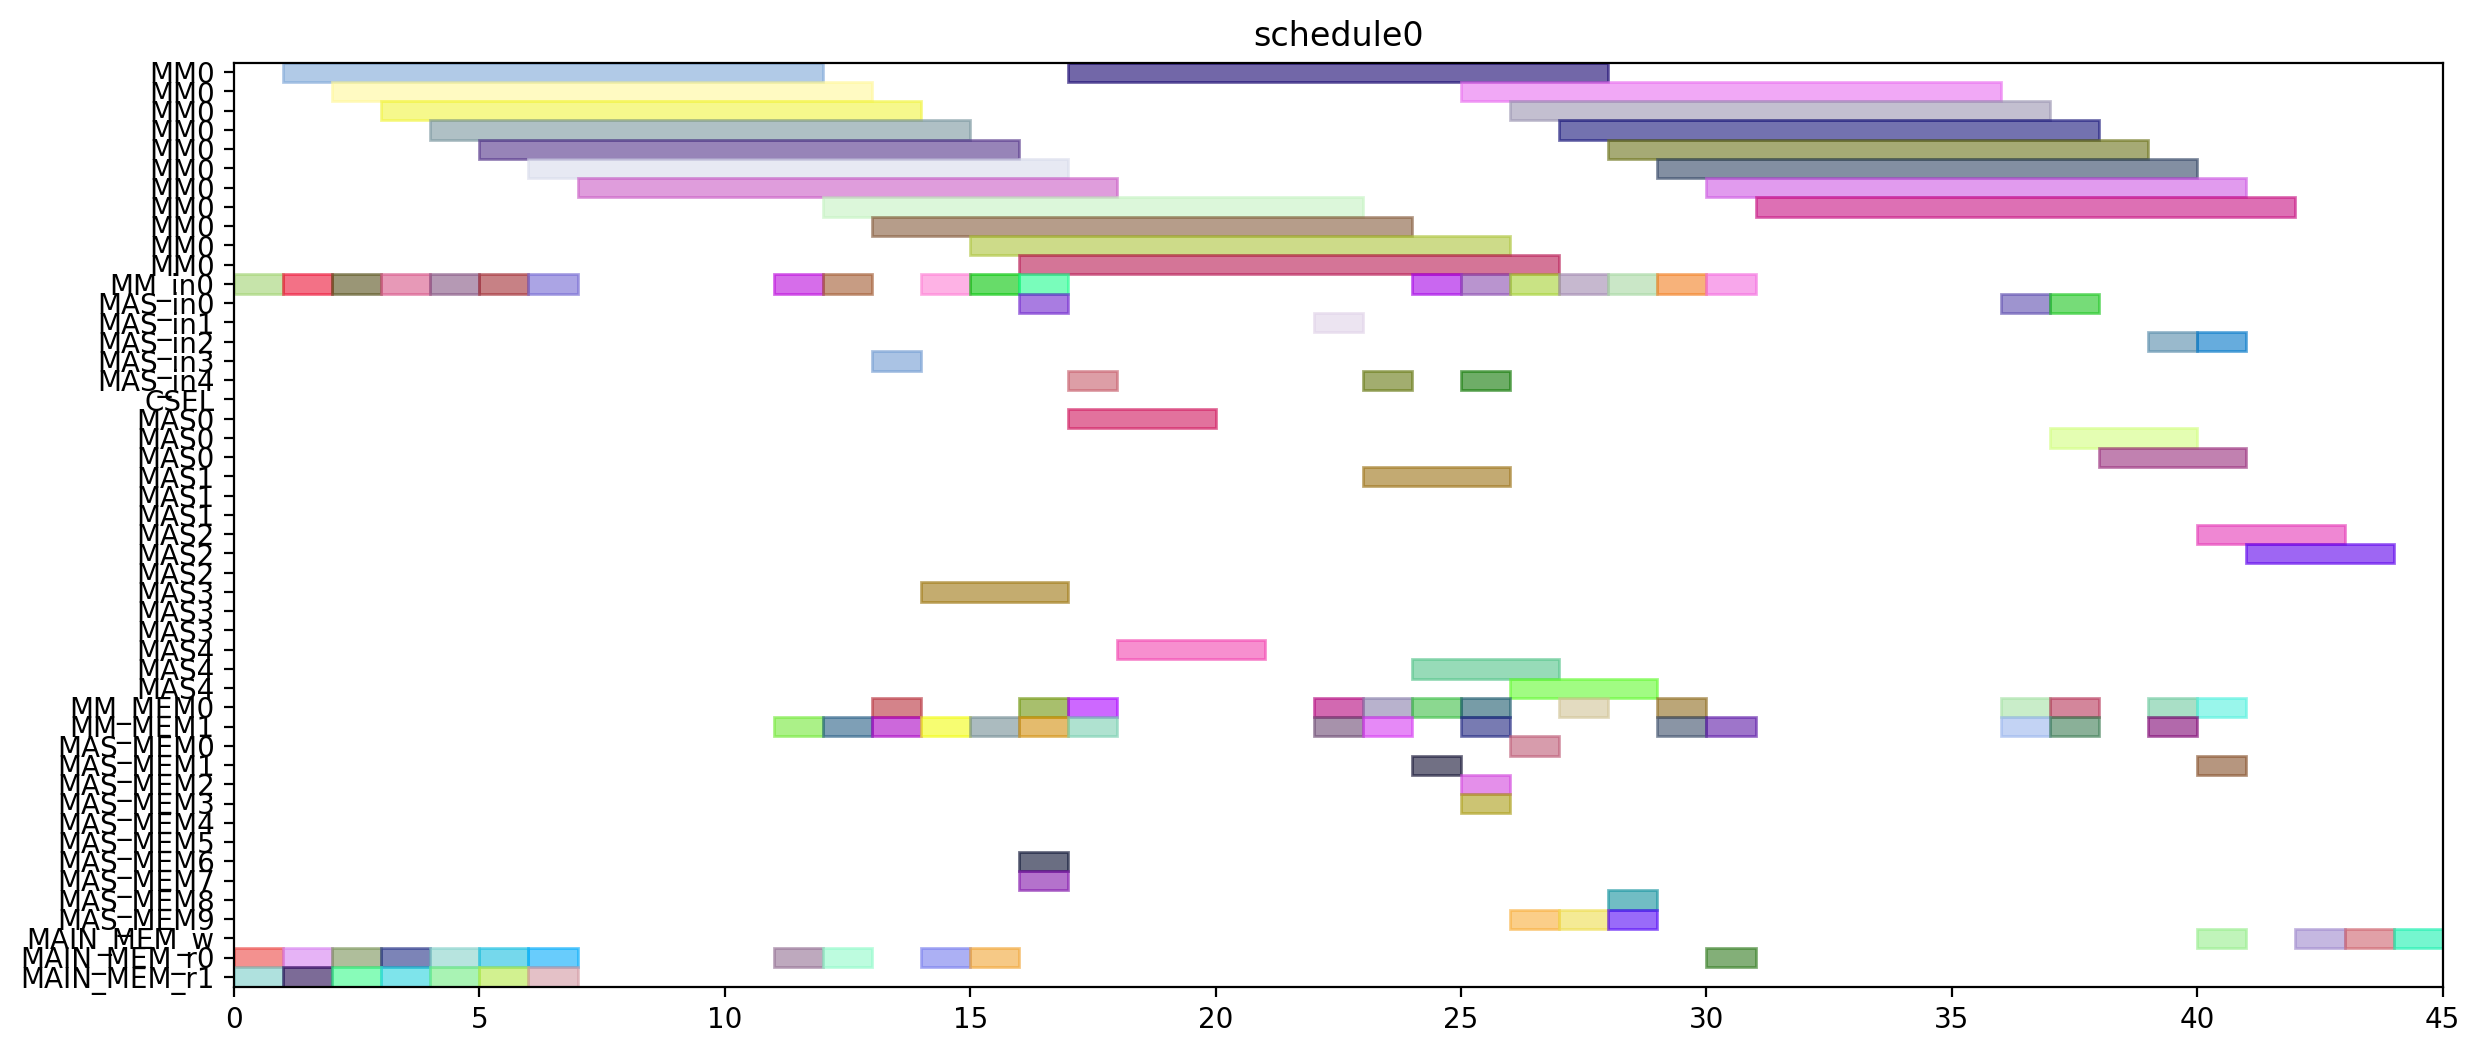 schedule0
MM0
MM0
MM0
MM0
MM0
MM0
MM0
MM0
MM0
MM0
MM0
MM_in0
MAS_in0
MAS_in1
MAS_in2
MAS_in3
MAS_in4
CSEL
MAS0
MAS0
MAS0
MAS1
MAS1
MAS1
MAS2
MAS2
MAS2
MAS3
MAS3
MAS3
MAS4
MAS4
MAS4
MM_MEM0
MM_MEM1
MAS_MEM0
MAS_MEM1
MAS_MEM2
MAS_MEM3
MAS_MEM4
MAS_MEM5
MAS_MEM6
MAS_MEM7
MAS_MEM8
MAS_MEM9
MAIN_MEM_w
MAIN_MEM_r0
MAIN_MEM_r1
0 5 10 15 20 25 30 35 40 45